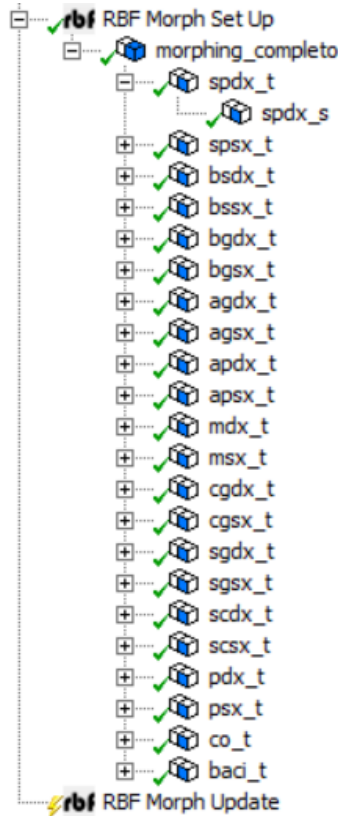 rbf RBF Morph Set Up
morphing_completo
spdx_t
spdx_s
spsx_t
bsdx_t
bssx_t
bgdx_t
bgsx_t
agdx_t
agsx_t
apdx_t
apsx_t
mdx_t
msx_t
cgdx_t
cgsx_t
sgdx_t
sgsx_t
scdx_t
scsx_t
pdx_t
psx_t
co_t
baci_t
rbf RBF Morph Update